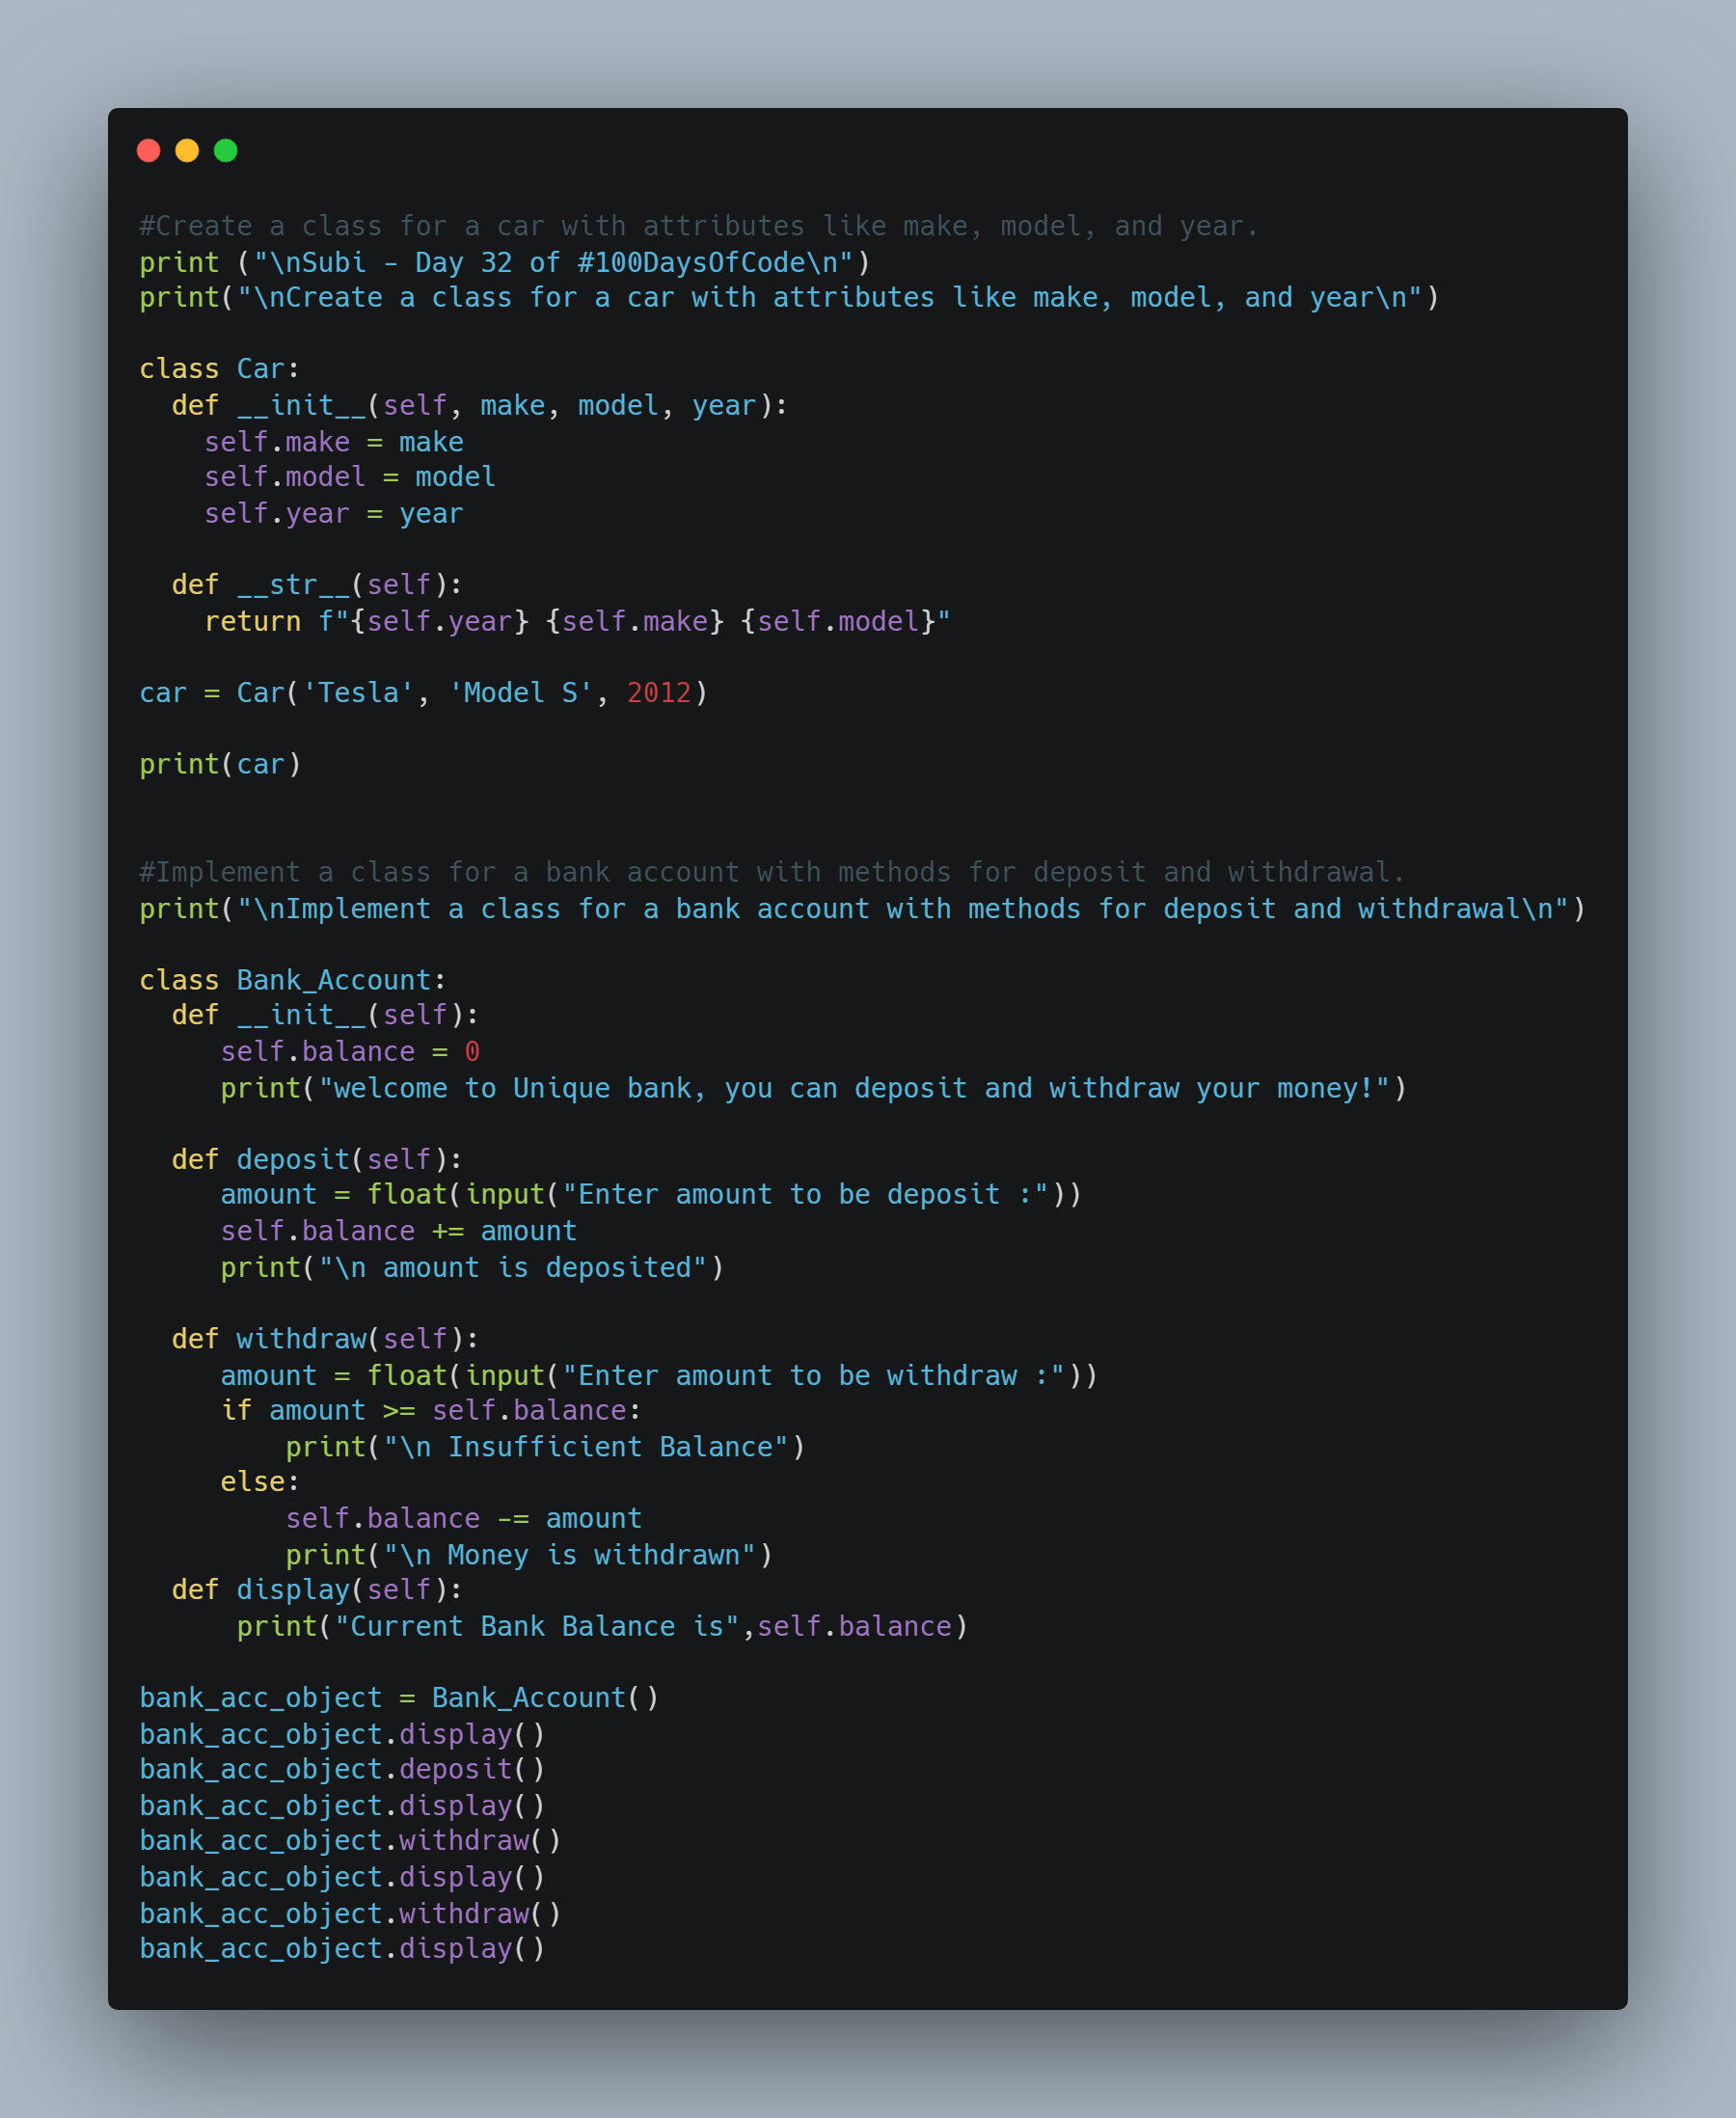 #Create a class for a car with attributes like make, model, and year.
print ("\nSubi - Day 32 of #100DaysOfCode\n")
print("\nCreate a class for a car with attributes like make, model, and year\n")

class Car:
  def __init__(self, make, model, year):
    self.make = make
    self.model = model
    self.year = year

  def __str__(self):
    return f"{self.year} {self.make} {self.model}"

car = Car('Tesla', 'Model S', 2012)

print(car)


#Implement a class for a bank account with methods for deposit and withdrawal.
print("\nImplement a class for a bank account with methods for deposit and withdrawal\n")

class Bank_Account:
  def __init__(self):
     self.balance = 0
     print("welcome to Unique bank, you can deposit and withdraw your money!")

  def deposit(self):
     amount = float(input("Enter amount to be deposit :"))
     self.balance += amount
     print("\n amount is deposited")

  def withdraw(self):
     amount = float(input("Enter amount to be withdraw :"))
     if amount >= self.balance:
         print("\n Insufficient Balance")
     else:
         self.balance -= amount
         print("\n Money is withdrawn")
  def display(self):
      print("Current Bank Balance is",self.balance)

bank_acc_object = Bank_Account()
bank_acc_object.display()
bank_acc_object.deposit()
bank_acc_object.display()
bank_acc_object.withdraw()
bank_acc_object.display()
bank_acc_object.withdraw()
bank_acc_object.display()